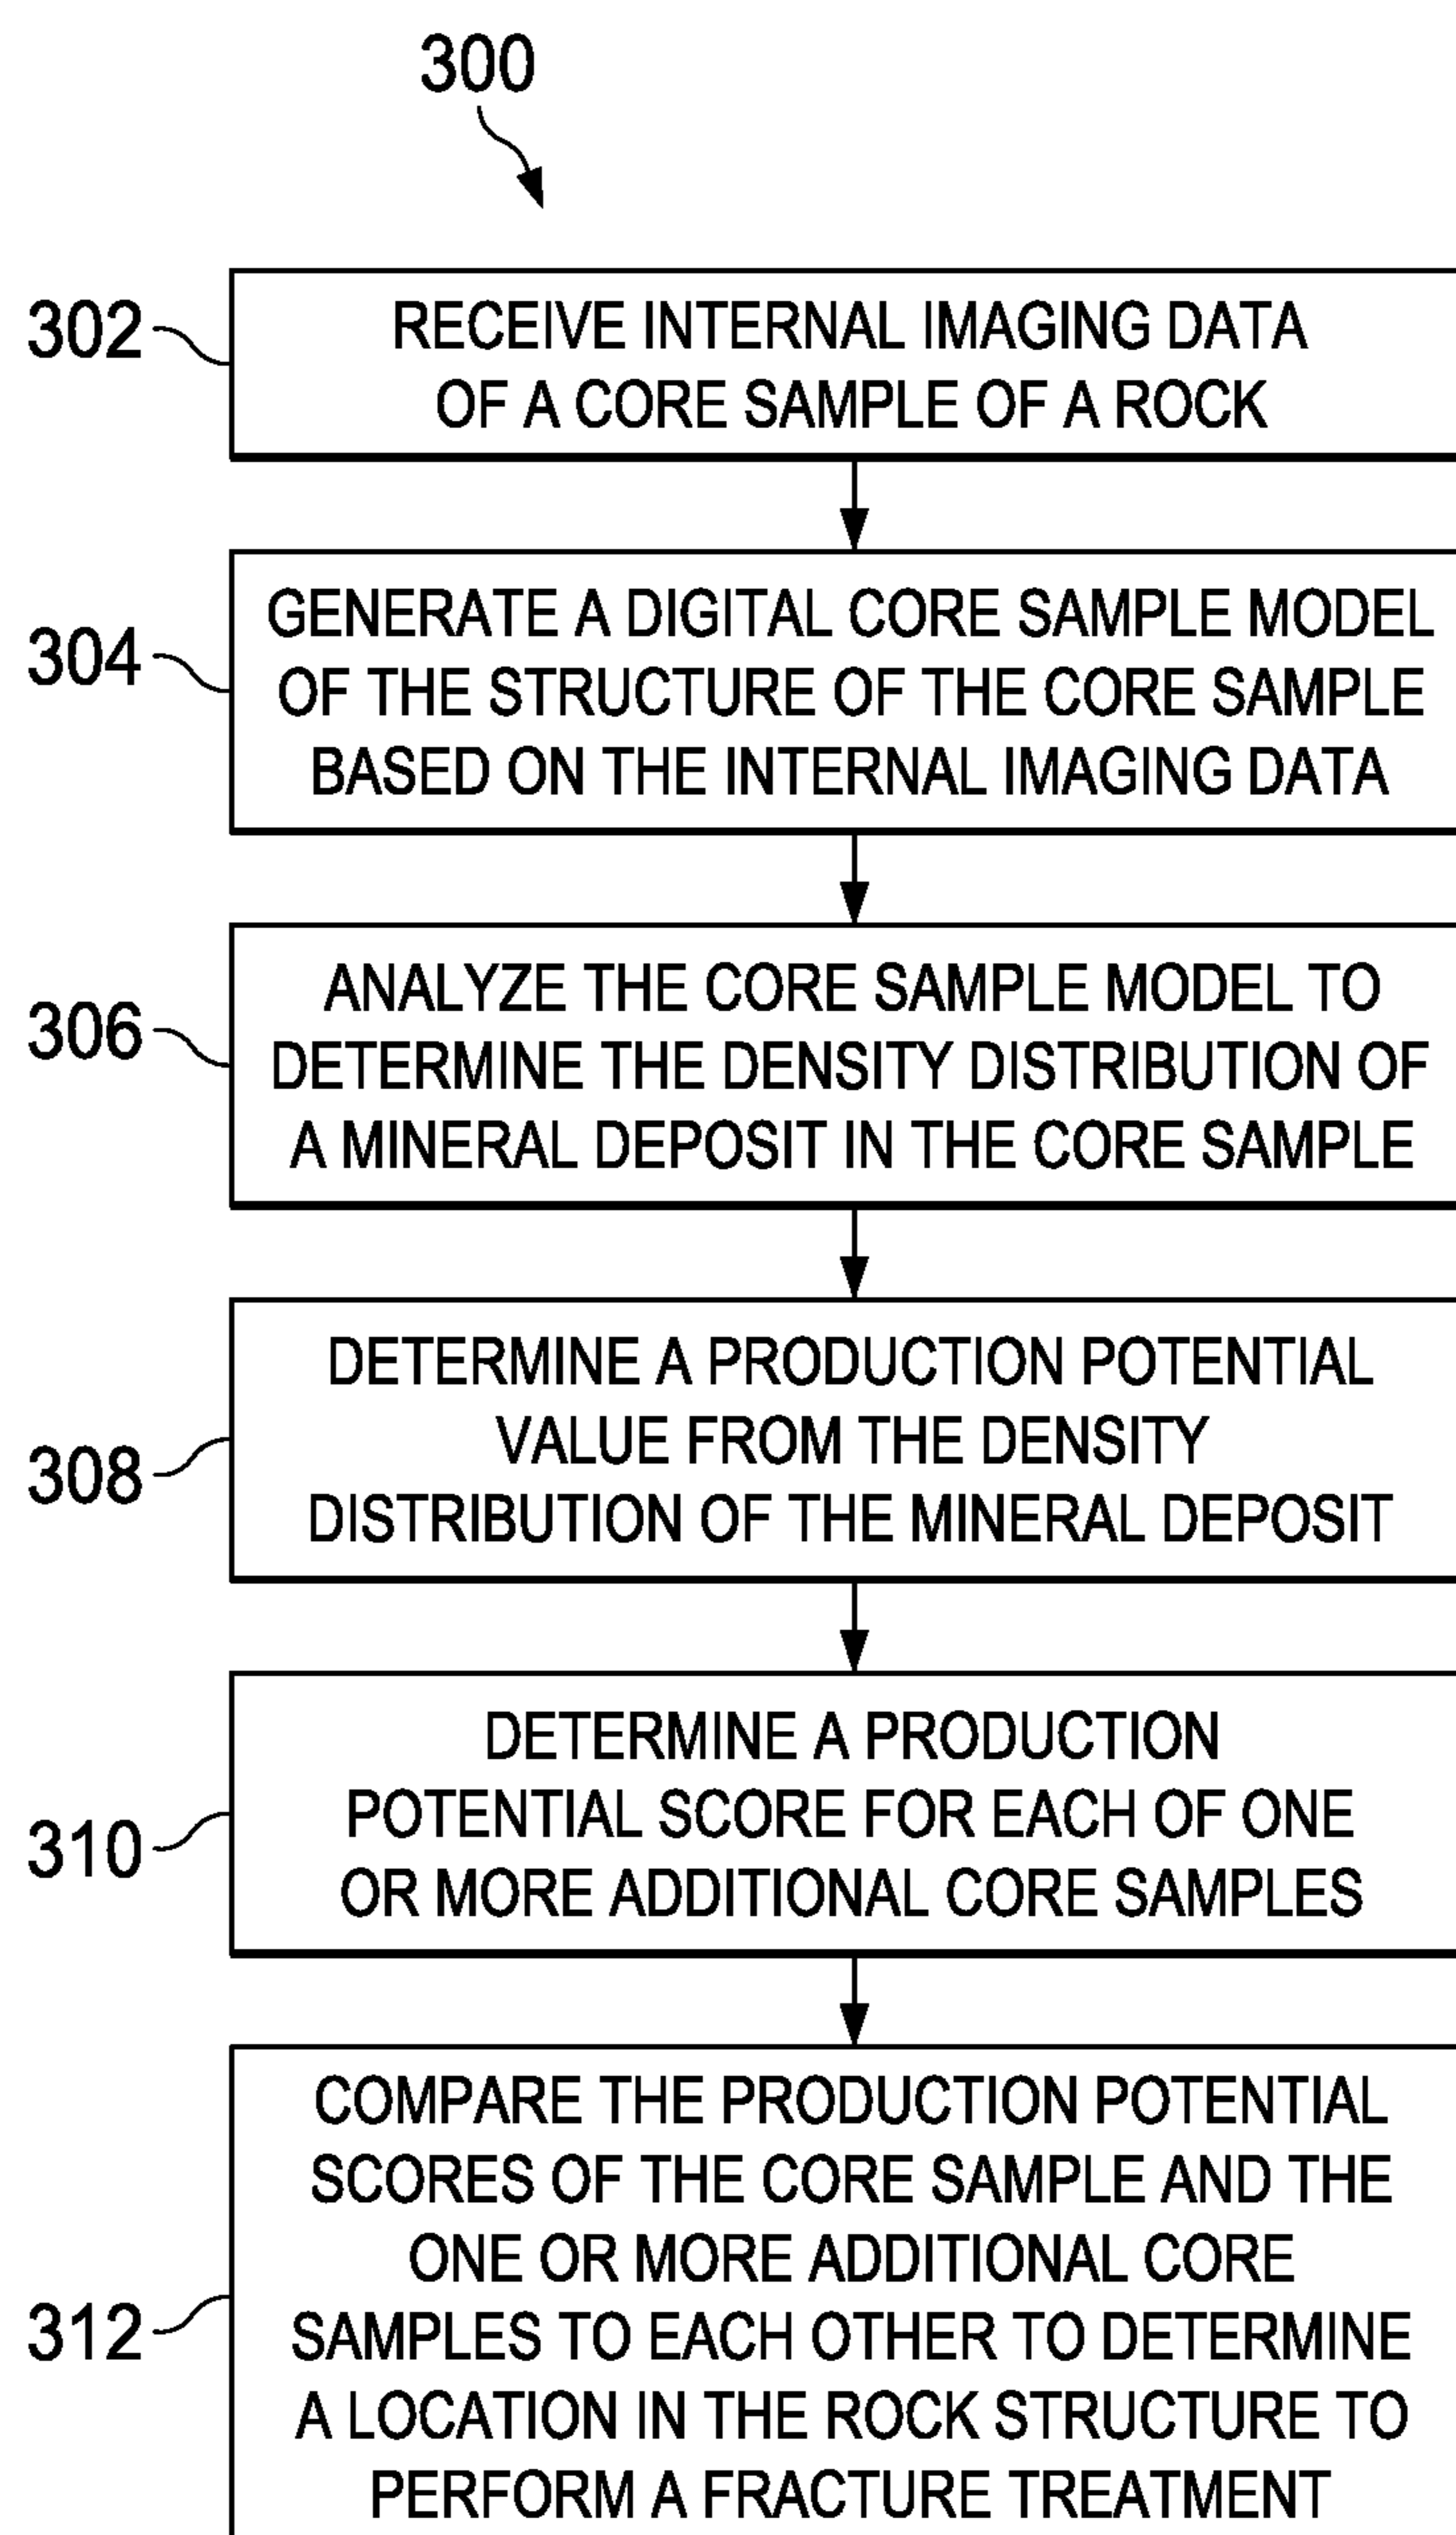 300
302
RECEIVE INTERNAL IMAGING DATA
OF A CORE SAMPLE OF A ROCK
304
GENERATE A DIGITAL CORE SAMPLE MODEL
OF THE STRUCTURE OF THE CORE SAMPLE
BASED ON THE INTERNAL IMAGING DATA
306
ANALYZE THE CORE SAMPLE MODEL TO
DETERMINE THE DENSITY DISTRIBUTION OF
A MINERAL DEPOSIT IN THE CORE SAMPLE
308
DETERMINE A PRODUCTION POTENTIAL
VALUE FROM THE DENSITY
DISTRIBUTION OF THE MINERAL DEPOSIT
310
DETERMINE A PRODUCTION
POTENTIAL SCORE FOR EACH OF ONE
OR MORE ADDITIONAL CORE SAMPLES
312
COMPARE THE PRODUCTION POTENTIAL
SCORES OF THE CORE SAMPLE AND THE
ONE OR MORE ADDITIONAL CORE
SAMPLES TO EACH OTHER TO DETERMINE
A LOCATION IN THE ROCK STRUCTURE TO
PERFORM A FRACTURE TREATMENT